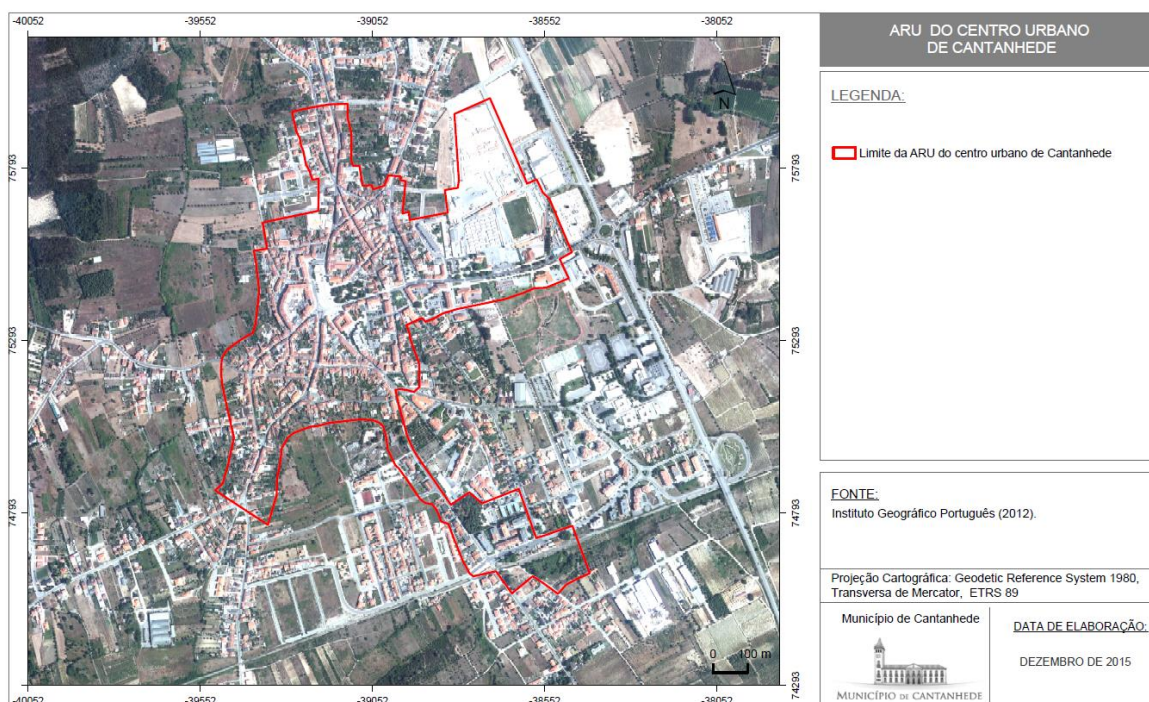 -40052 -39552 -39052 -38552 -38052
75793 75793
75293 75293
74793 74793
74293
-40052 -39552 -39052 -38552 -38052
N
0 100 m
ARU DO CENTRO URBANO
DE CANTANHEDE
LEGENDA:
Limite da ARU do centro urbano de Cantanhede
FONTE:
Instituto Geográfico Português (2012).
Projeção Cartográfica: Geodetic Reference System 1980,
Transversa de Mercator, ETRS 89
Município de Cantanhede
MUNICÍPIO DE CANTANHEDE
DATA DE ELABORAÇÃO:
DEZEMBRO DE 2015